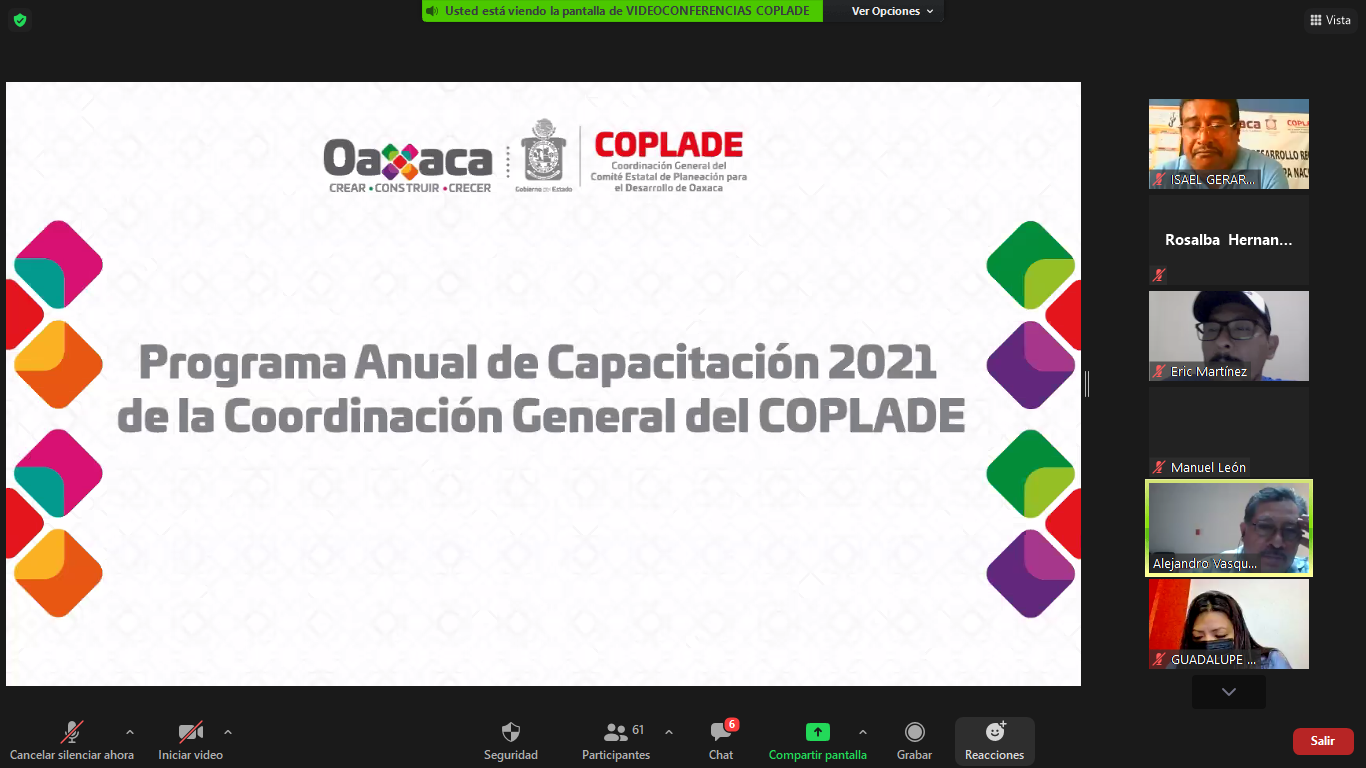 Usted está viendo la pantalla de VIDEOCONFERENCIAS COPLADE
Ver Opciones
Vista
Oaxaca
CREAR • CONSTRUIR • CRECER
Gobierno del Estado
COPLADE
Coordinación General del
Comité Estatal de Planeación para
el Desarrollo de Oaxaca
Programa Anual de Capacitación 2021
de la Coordinación General del COPLADE
ISAEL GERAR...
Rosalba Hernan...
Eric Martínez
Manuel León
Alejandro Vasqu...
GUADALUPE ...
Cancelar silenciar ahora
Iniciar video
Seguridad
61
Participantes
6
Chat
Compartir pantalla
Grabar
Reacciones
Salir